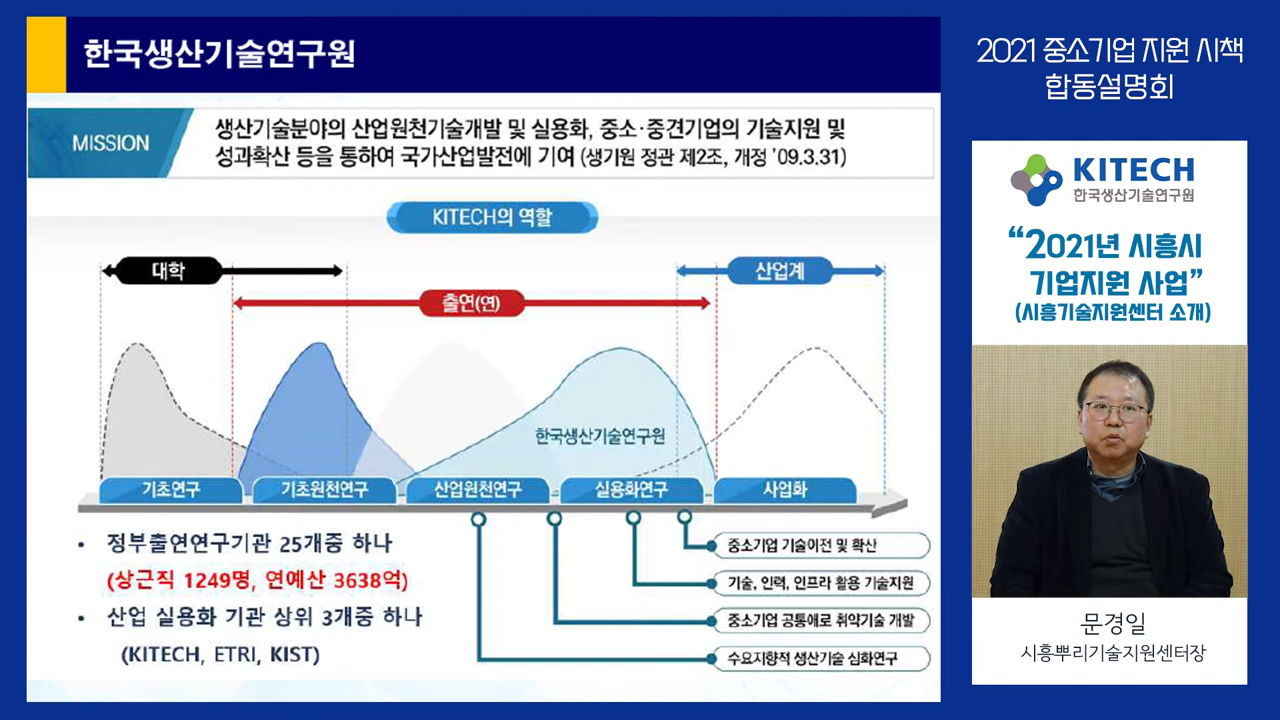 한국생산기술연구원
MISSION
생산기술분야의 산업원천기술개발 및 실용화, 중소·중견기업의 기술지원 및
성과확산 등을 통하여 국가산업발전에 기여 (생기원 정관 제2조, 개정 '09.3.31)
KITECH의 역할
대학
산업계
출연(연)
한국생산기술연구원
기초연구
기초원천연구
산업원천연구
실용화연구
사업화
• 정부출연연구기관 25개중 하나
(상근직 1249명, 연예산 3638억)
• 산업 실용화 기관 상위 3개중 하나
(KITECH, ETRI, KIST)
중소기업 기술이전 및 확산
기술, 인력, 인프라 활용 기술지원
중소기업 공통애로 취약기술 개발
수요지향적 생산기술 심화연구
2021 중소기업 지원 시책
합동설명회
KITECH
한국생산기술연구원
“2021년 시흥시
기업지원 사업”
(시흥기술지원센터 소개)
문경일
시흥뿌리기술지원센터장